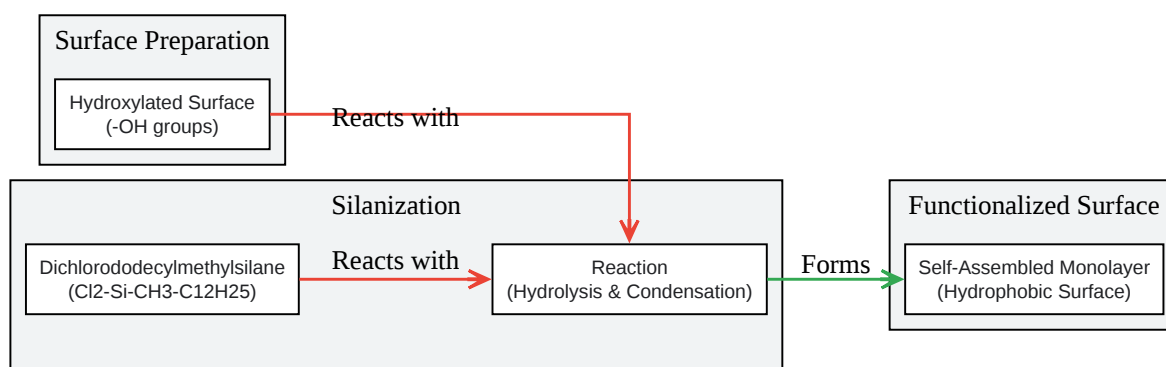 Surface Preparation
Hydroxylated Surface
(-OH groups)
Reacts with
Silanization
Dichlorododecylmethylsilane
(Cl2-Si-CH3-C12H25)
Reacts with
Reaction
(Hydrolysis & Condensation)
Forms
Functionalized Surface
Self-Assembled Monolayer
(Hydrophobic Surface)